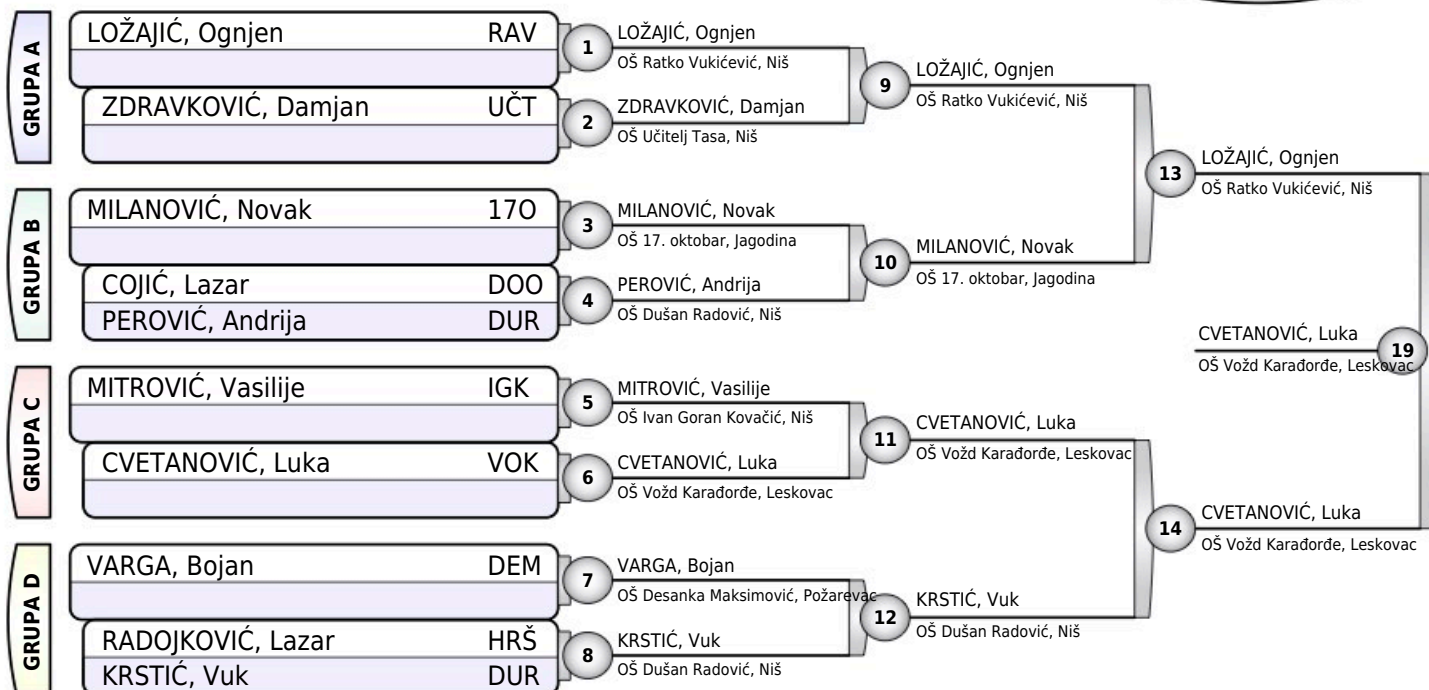 GRUPA A
LOŽAJIĆ, Ognjen RAV
ZDRAVKOVIĆ, Damjan UČT
GRUPA B
MILANOVIĆ, Novak 17O
COJIĆ, Lazar DOO
PEROVIĆ, Andrija DUR
GRUPA C
MITROVIĆ, Vasilije IGK
CVETANOVIĆ, Luka VOK
GRUPA D
VARGA, Bojan DEM
RADOJKOVIĆ, Lazar HRŠ
KRSTIĆ, Vuk DUR
1
LOŽAJIĆ, Ognjen
OŠ Ratko Vukićević, Niš
2
ZDRAVKOVIĆ, Damjan
OŠ Učitelj Tasa, Niš
3
MILANOVIĆ, Novak
OŠ 17. oktobar, Jagodina
4
PEROVIĆ, Andrija
OŠ Dušan Radović, Niš
5
MITROVIĆ, Vasilije
OŠ Ivan Goran Kovačić, Niš
6
CVETANOVIĆ, Luka
OŠ Vožd Karađorđe, Leskovac
7
VARGA, Bojan
OŠ Desanka Maksimović, Požarevac
8
KRSTIĆ, Vuk
OŠ Dušan Radović, Niš
9
LOŽAJIĆ, Ognjen
OŠ Ratko Vukićević, Niš
10
MILANOVIĆ, Novak
OŠ 17. oktobar, Jagodina
11
CVETANOVIĆ, Luka
OŠ Vožd Karađorđe, Leskovac
12
KRSTIĆ, Vuk
OŠ Dušan Radović, Niš
13
LOŽAJIĆ, Ognjen
OŠ Ratko Vukićević, Niš
14
CVETANOVIĆ, Luka
OŠ Vožd Karađorđe, Leskovac
CVETANOVIĆ, Luka
OŠ Vožd Karađorđe, Leskovac
19